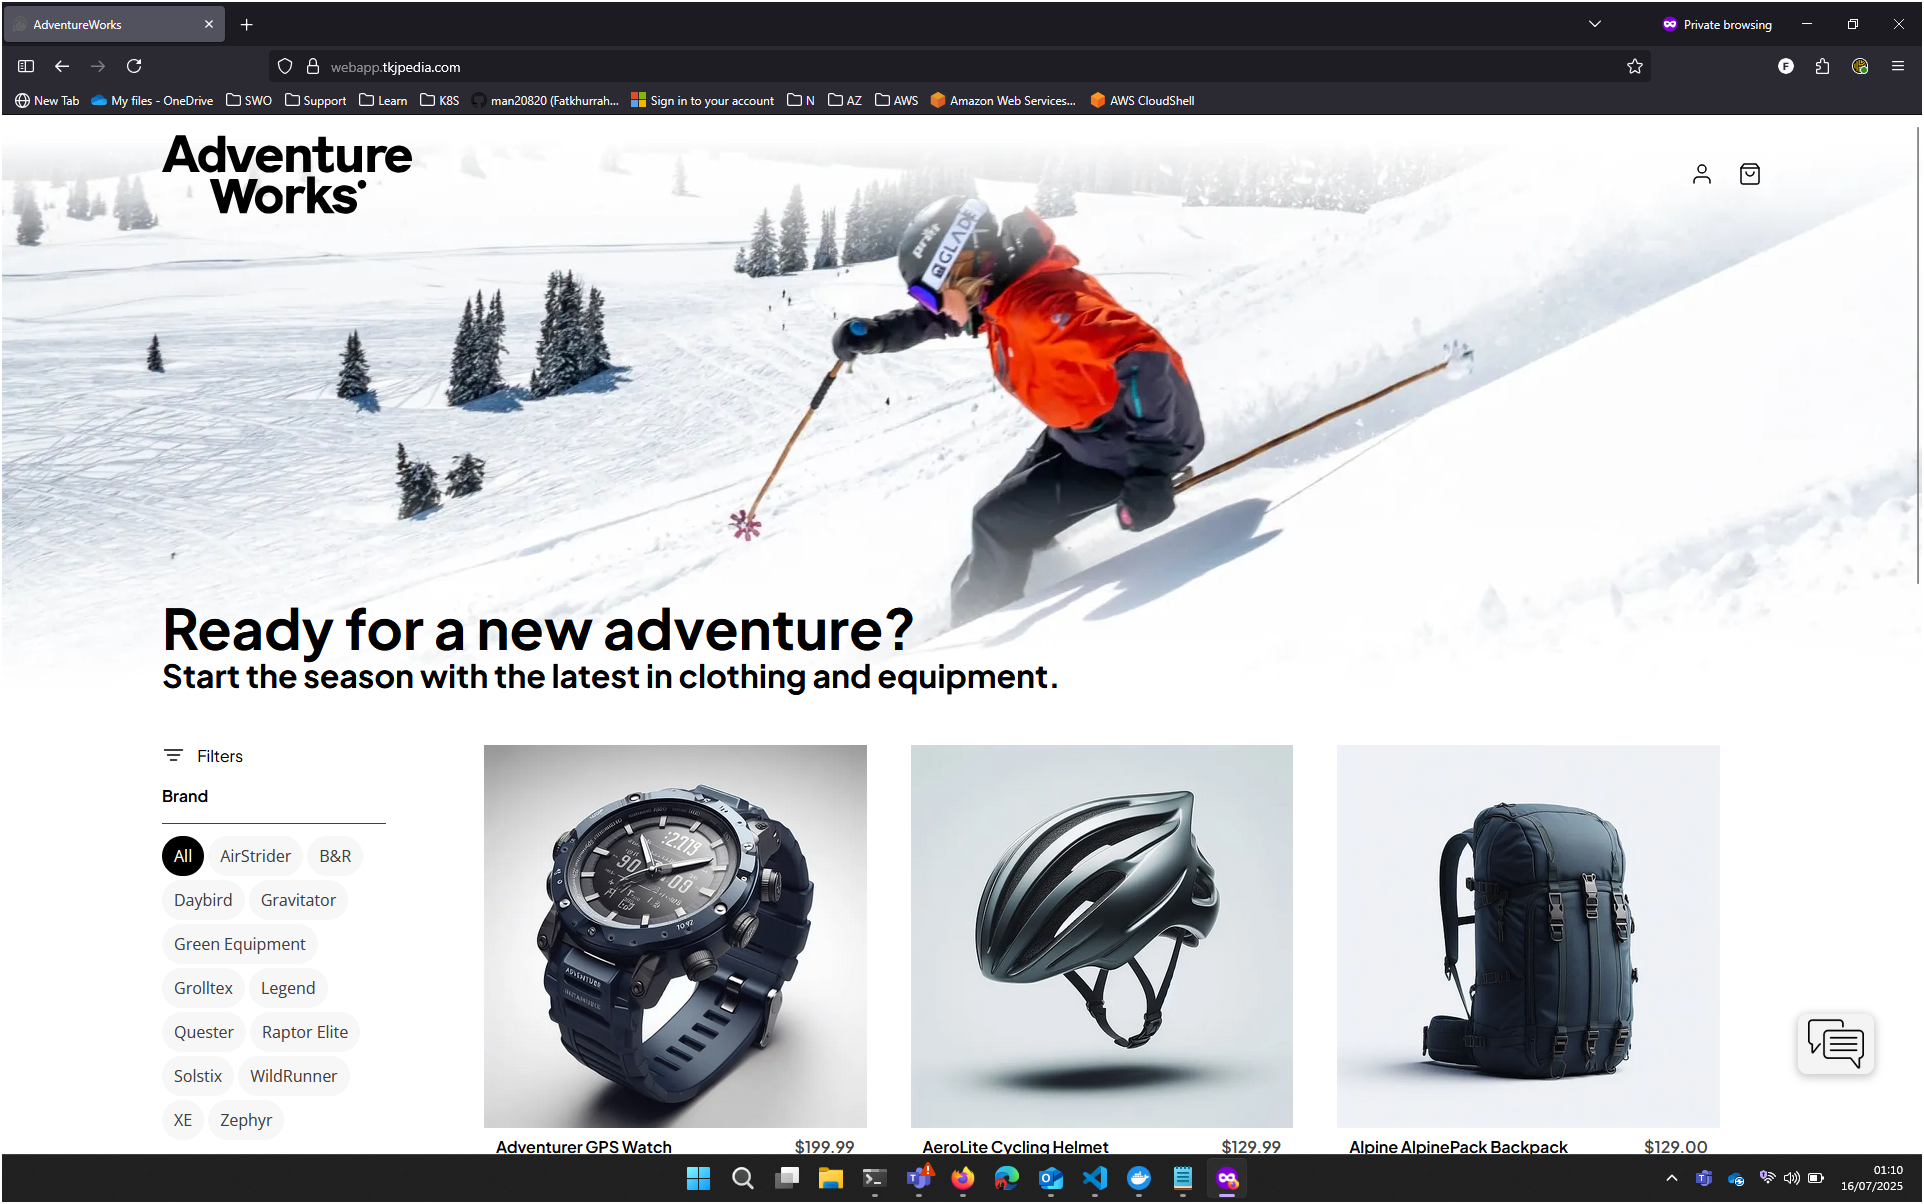 AdventureWorks
Private browsing
webapp.tkjpedia.com
F
New Tab
My files - OneDrive
SWO
Support
Learn
K8S
man20820 (Fatkhurrah...
Sign in to your account
N
AZ
AWS
Amazon Web Services...
AWS CloudShell
Adventure
Works
GLADE
Ready for a new adventure?
Start the season with the latest in clothing and equipment.
Filters
Brand
All
AirStrider
B&R
Daybird
Gravitator
Green Equipment
Grolltex
Legend
Quester
Raptor Elite
Solstix
WildRunner
XE
Zephyr
ADVENTURE
Adventurer GPS Watch
$199.99
AeroLite Cycling Helmet
$129.99
Alpine AlpinePack Backpack
$129.00
01:10
16/07/2025